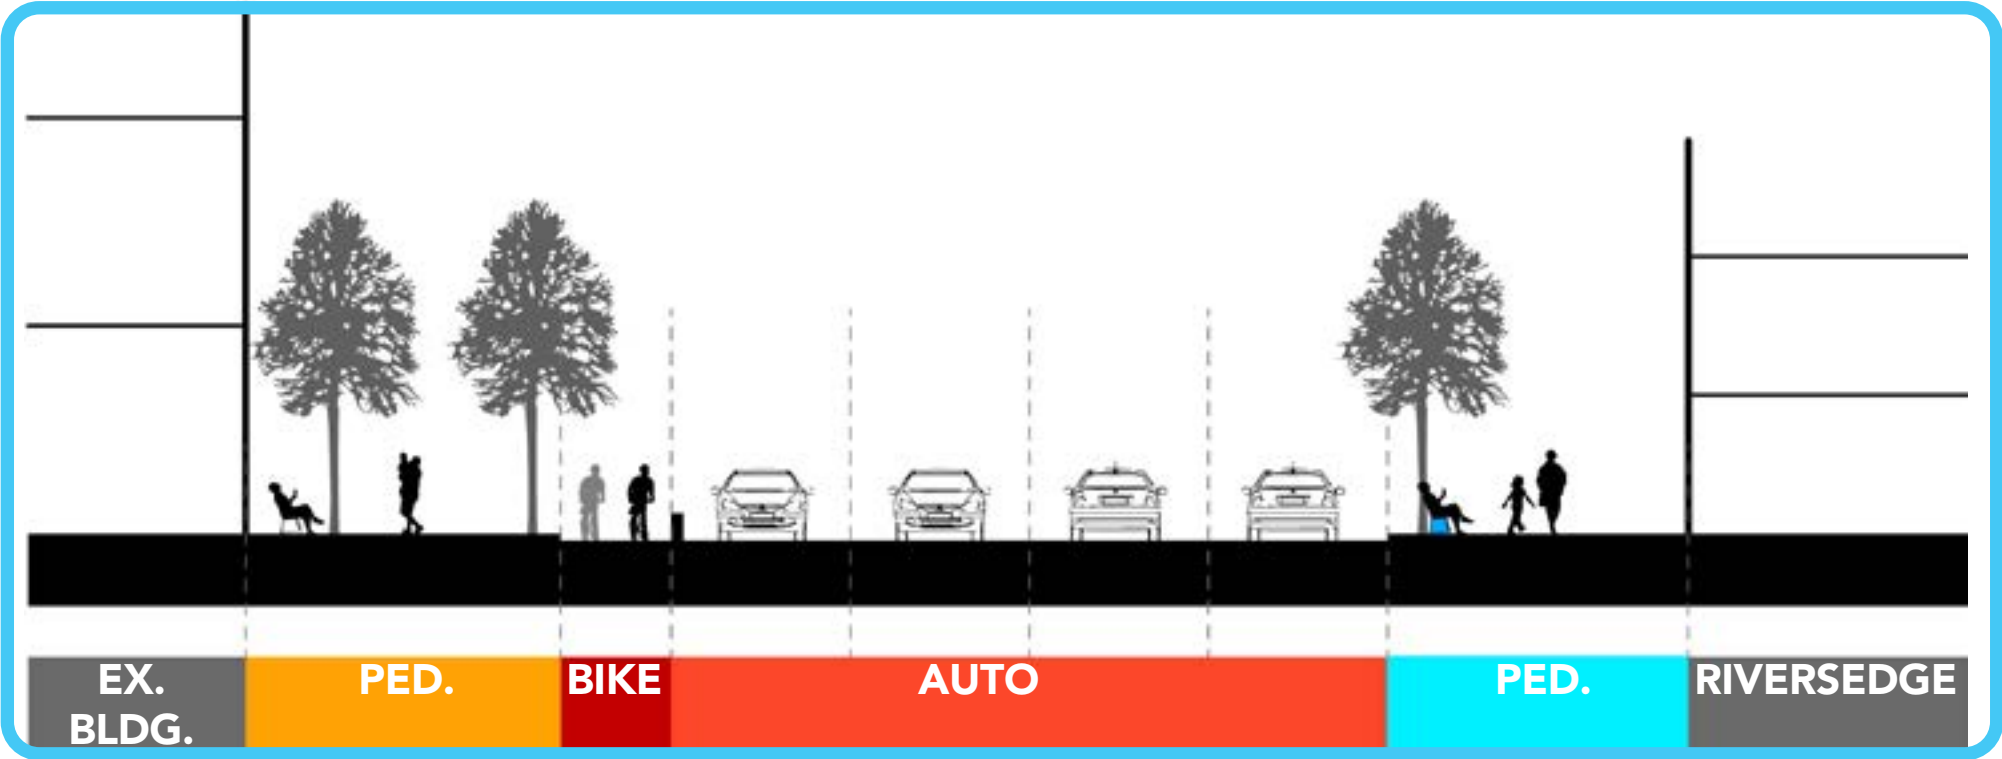 EX.
BLDG.
PED.
BIKE
AUTO
PED.
RIVERSEDGE